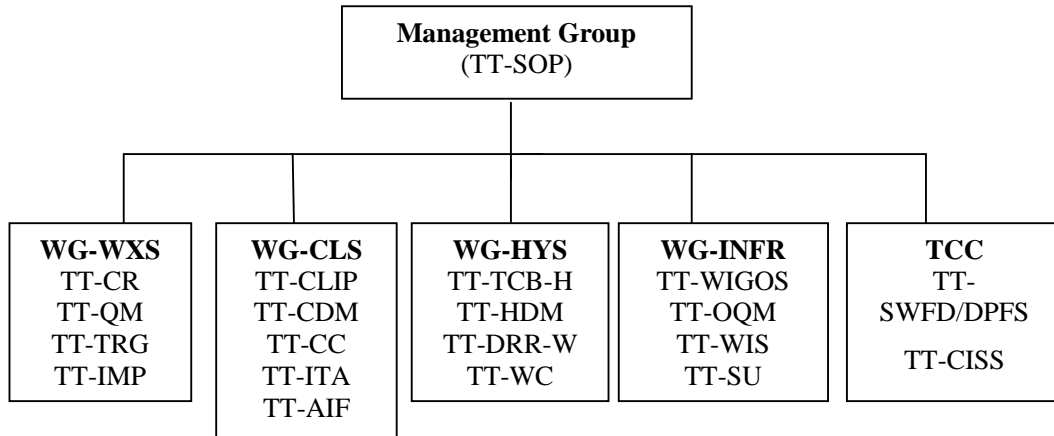 Management Group
(TT-SOP)
WG-WXS
TT-CR
TT-QM
TT-TRG
TT-IMP
WG-CLS
TT-CLIP
TT-CDM
TT-CC
TT-ITA
TT-AIF
WG-HYS
TT-TCB-H
TT-HDM
TT-DRR-W
TT-WC
WG-INFR
TT-WIGOS
TT-OQM
TT-WIS
TT-SU
TCC
TT-
SWFD/DPFS
TT-CISS